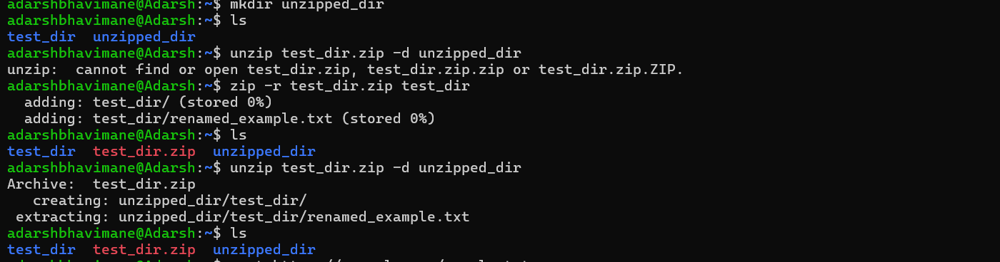 adarshbhavimane@Adarsh:~$ mkdir unzipped_dir
adarshbhavimane@Adarsh:~$ ls
test_dir  unzipped_dir
adarshbhavimane@Adarsh:~$ unzip test_dir.zip -d unzipped_dir
unzip:  cannot find or open test_dir.zip, test_dir.zip.zip or test_dir.zip.ZIP.
adarshbhavimane@Adarsh:~$ zip -r test_dir.zip test_dir
  adding: test_dir/ (stored 0%)
  adding: test_dir/renamed_example.txt (stored 0%)
adarshbhavimane@Adarsh:~$ ls
test_dir  test_dir.zip  unzipped_dir
adarshbhavimane@Adarsh:~$ unzip test_dir.zip -d unzipped_dir
Archive:  test_dir.zip
   creating: unzipped_dir/test_dir/
 extracting: unzipped_dir/test_dir/renamed_example.txt
adarshbhavimane@Adarsh:~$ ls
test_dir  test_dir.zip  unzipped_dir